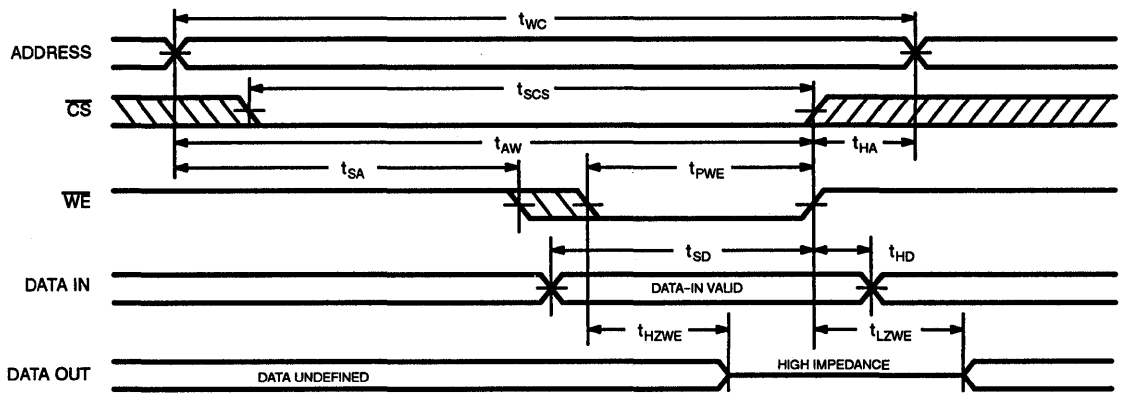 tWC
ADDRESS
tSCS
CS
tAW
tHA
tSA
tPWE
WE
tSD
tHD
DATA IN
DATA-IN VALID
tHZWE
tLZWE
DATA OUT
DATA UNDEFINED
HIGH IMPEDANCE